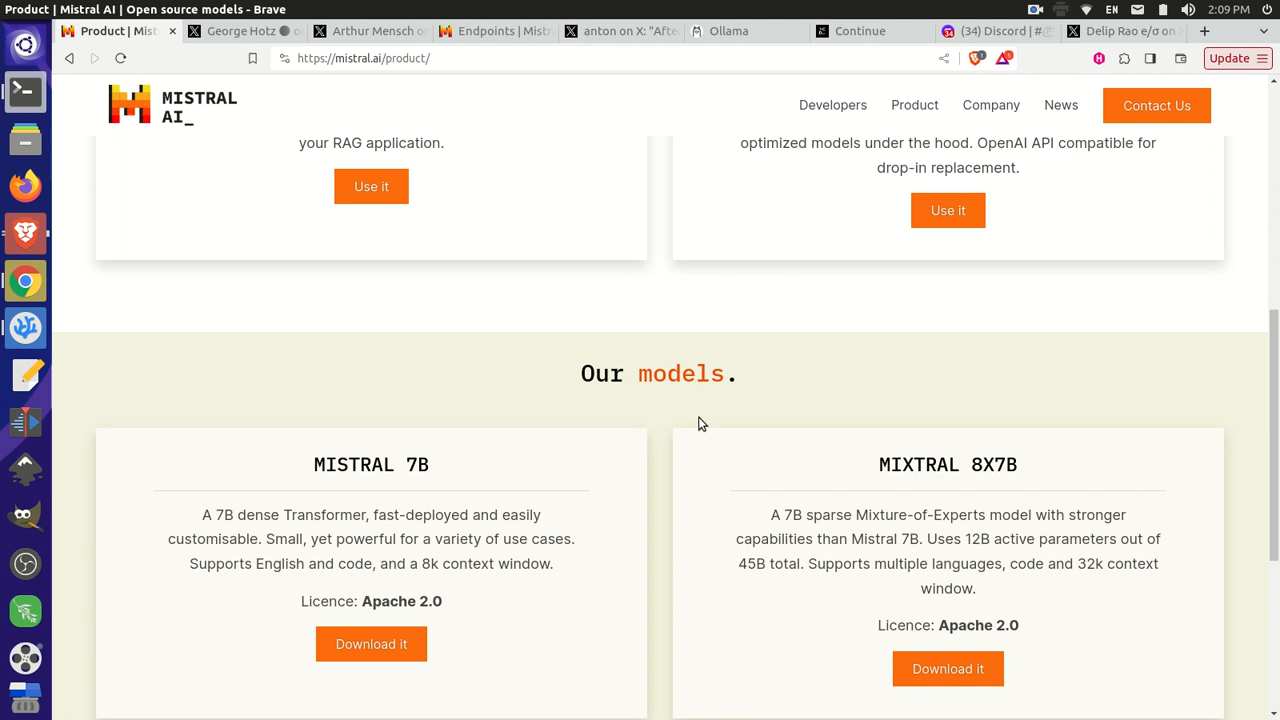 Product | Mistral AI | Open source models - Brave
EN
2:09 PM
Product | Mist
George Hotz 🌑 o
Arthur Mensch on
Endpoints | Mistr
anton on X: "Afte
Ollama
Continue
(34) Discord | #
Delip Rao e/σ on
https://mistral.ai/product/
Update
MISTRAL
AI_
Developers
Product
Company
News
Contact Us
your RAG application.
Use it
optimized models under the hood. OpenAI API compatible for
drop-in replacement.
Use it
Our models.
MISTRAL 7B
A 7B dense Transformer, fast-deployed and easily
customisable. Small, yet powerful for a variety of use cases.
Supports English and code, and a 8k context window.
Licence: Apache 2.0
Download it
MIXTRAL 8X7B
A 7B sparse Mixture-of-Experts model with stronger
capabilities than Mistral 7B. Uses 12B active parameters out of
45B total. Supports multiple languages, code and 32k context
window.
Licence: Apache 2.0
Download it